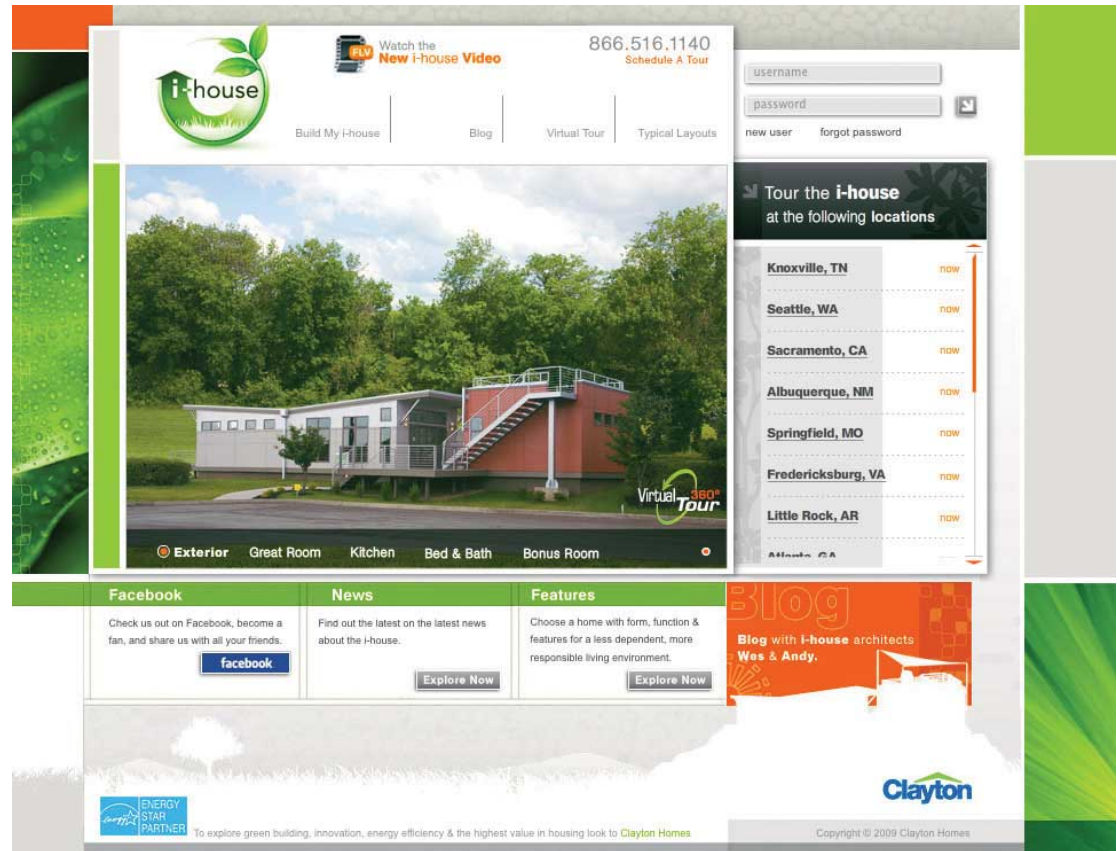 i-house
FLV
Watch the
New i-house Video
866.516.1140
Schedule A Tour
Build My i-house
Blog
Virtual Tour
Typical Layouts
username
password
new user
forgot password
Tour the i-house
at the following locations
Knoxville, TN now
Seattle, WA now
Sacramento, CA now
Albuquerque, NM now
Springfield, MO now
Fredericksburg, VA now
Little Rock, AR now
Atlanta, GA
Virtual 360°
Tour
Exterior
Great Room
Kitchen
Bed & Bath
Bonus Room
Facebook
Check us out on Facebook, become a
fan, and share us with all your friends.
facebook
News
Find out the latest on the latest news
about the i-house.
Explore Now
Features
Choose a home with form, function &
features for a less dependent, more
responsible living environment.
Explore Now
Blog
Blog with i-house architects
Wes & Andy.
Clayton
energy
ENERGY
STAR
PARTNER
To explore green building, innovation, energy efficiency & the highest value in housing look to Clayton Homes
Copyright © 2009 Clayton Homes